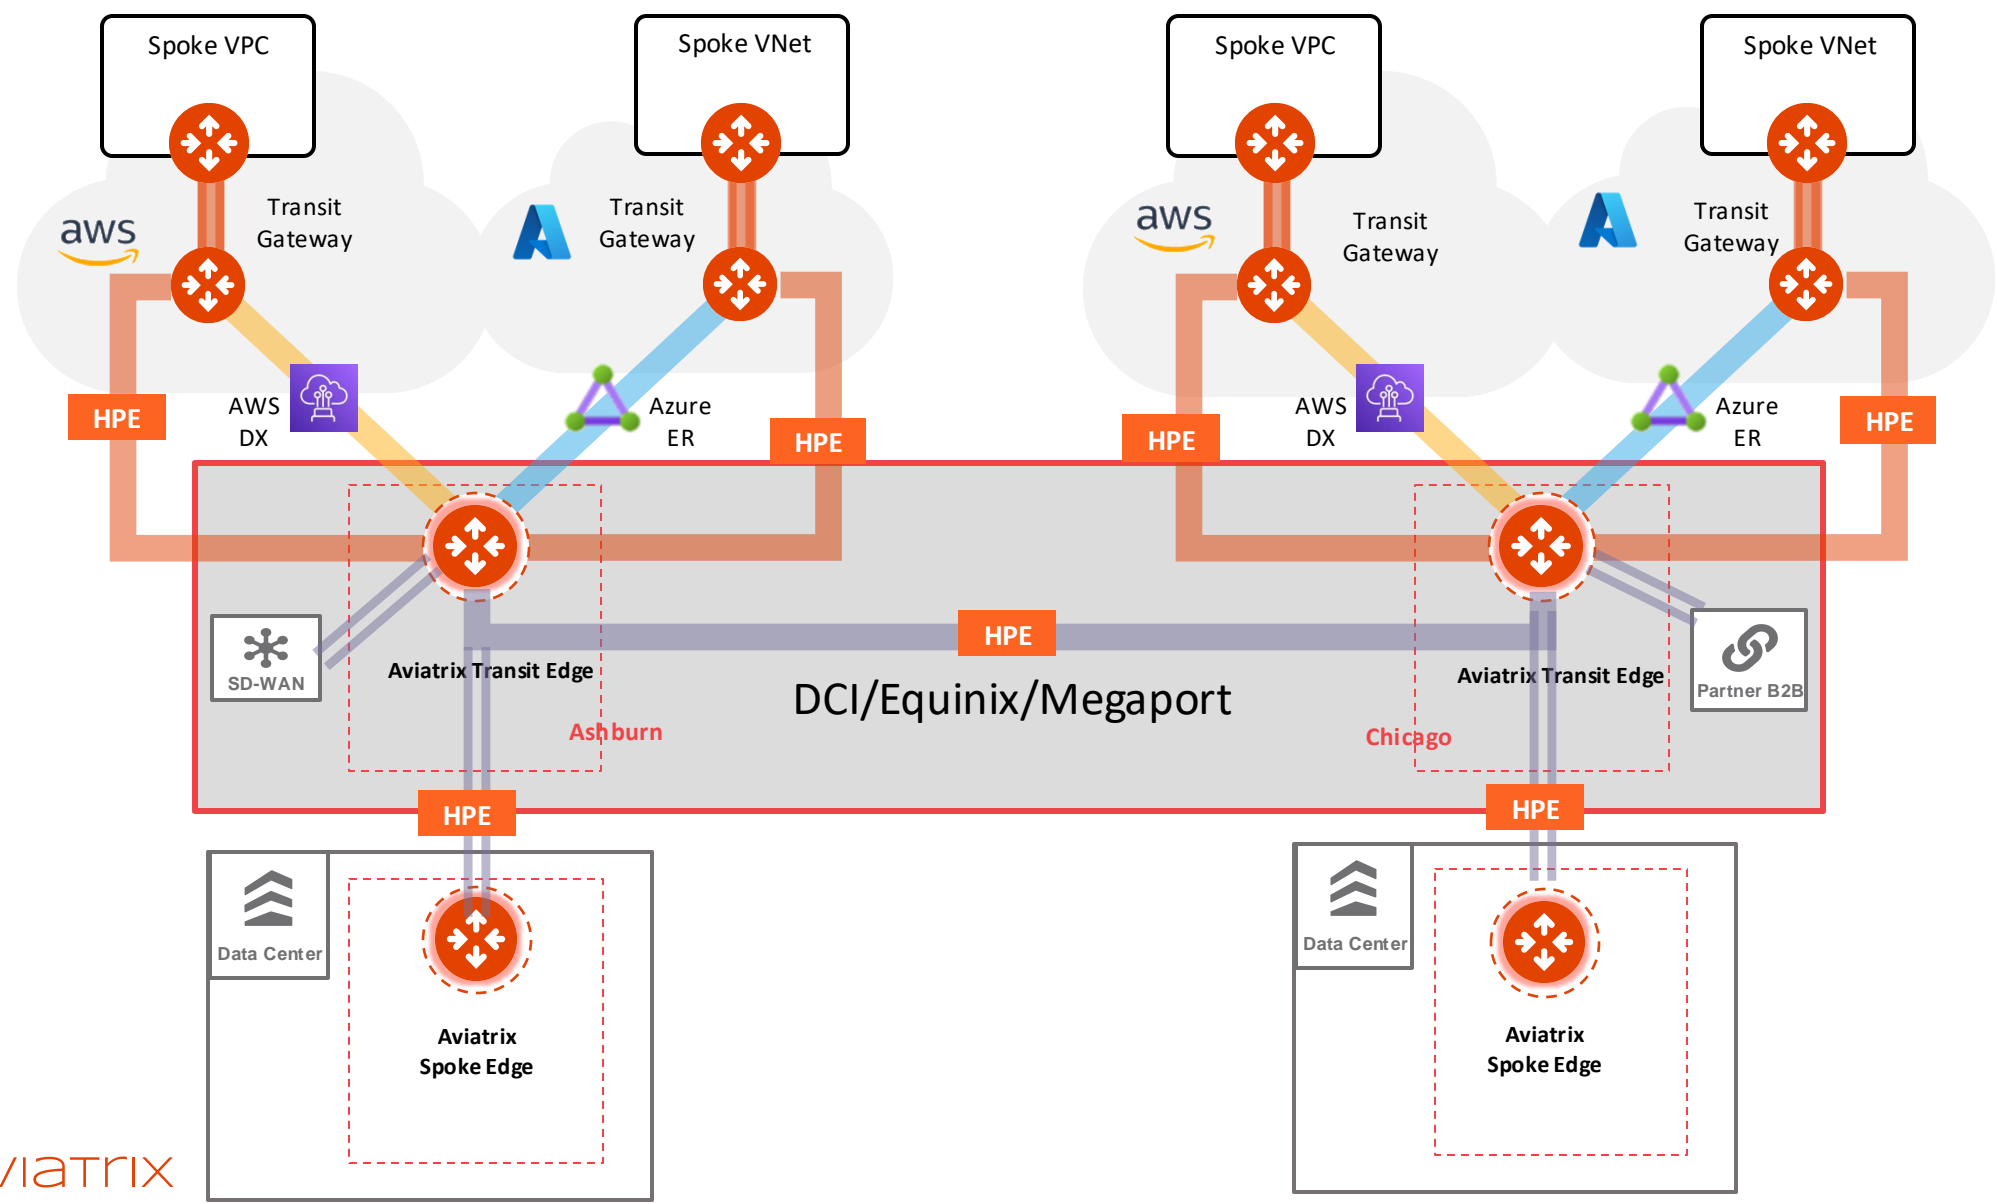 Spoke VPC
Spoke VNet
Spoke VPC
Spoke VNet
aws
Transit
Gateway
Transit
Gateway
aws
Transit
Gateway
Transit
Gateway
HPE
AWS
DX
Azure
ER
HPE
HPE
AWS
DX
Azure
ER
HPE
SD-WAN
Aviatrix Transit Edge
HPE
DCI/Equinix/Megaport
Aviatrix Transit Edge
Partner B2B
Ashburn
Chicago
HPE
HPE
Data Center
Aviatrix
Spoke Edge
Data Center
Aviatrix
Spoke Edge
VIATRIX